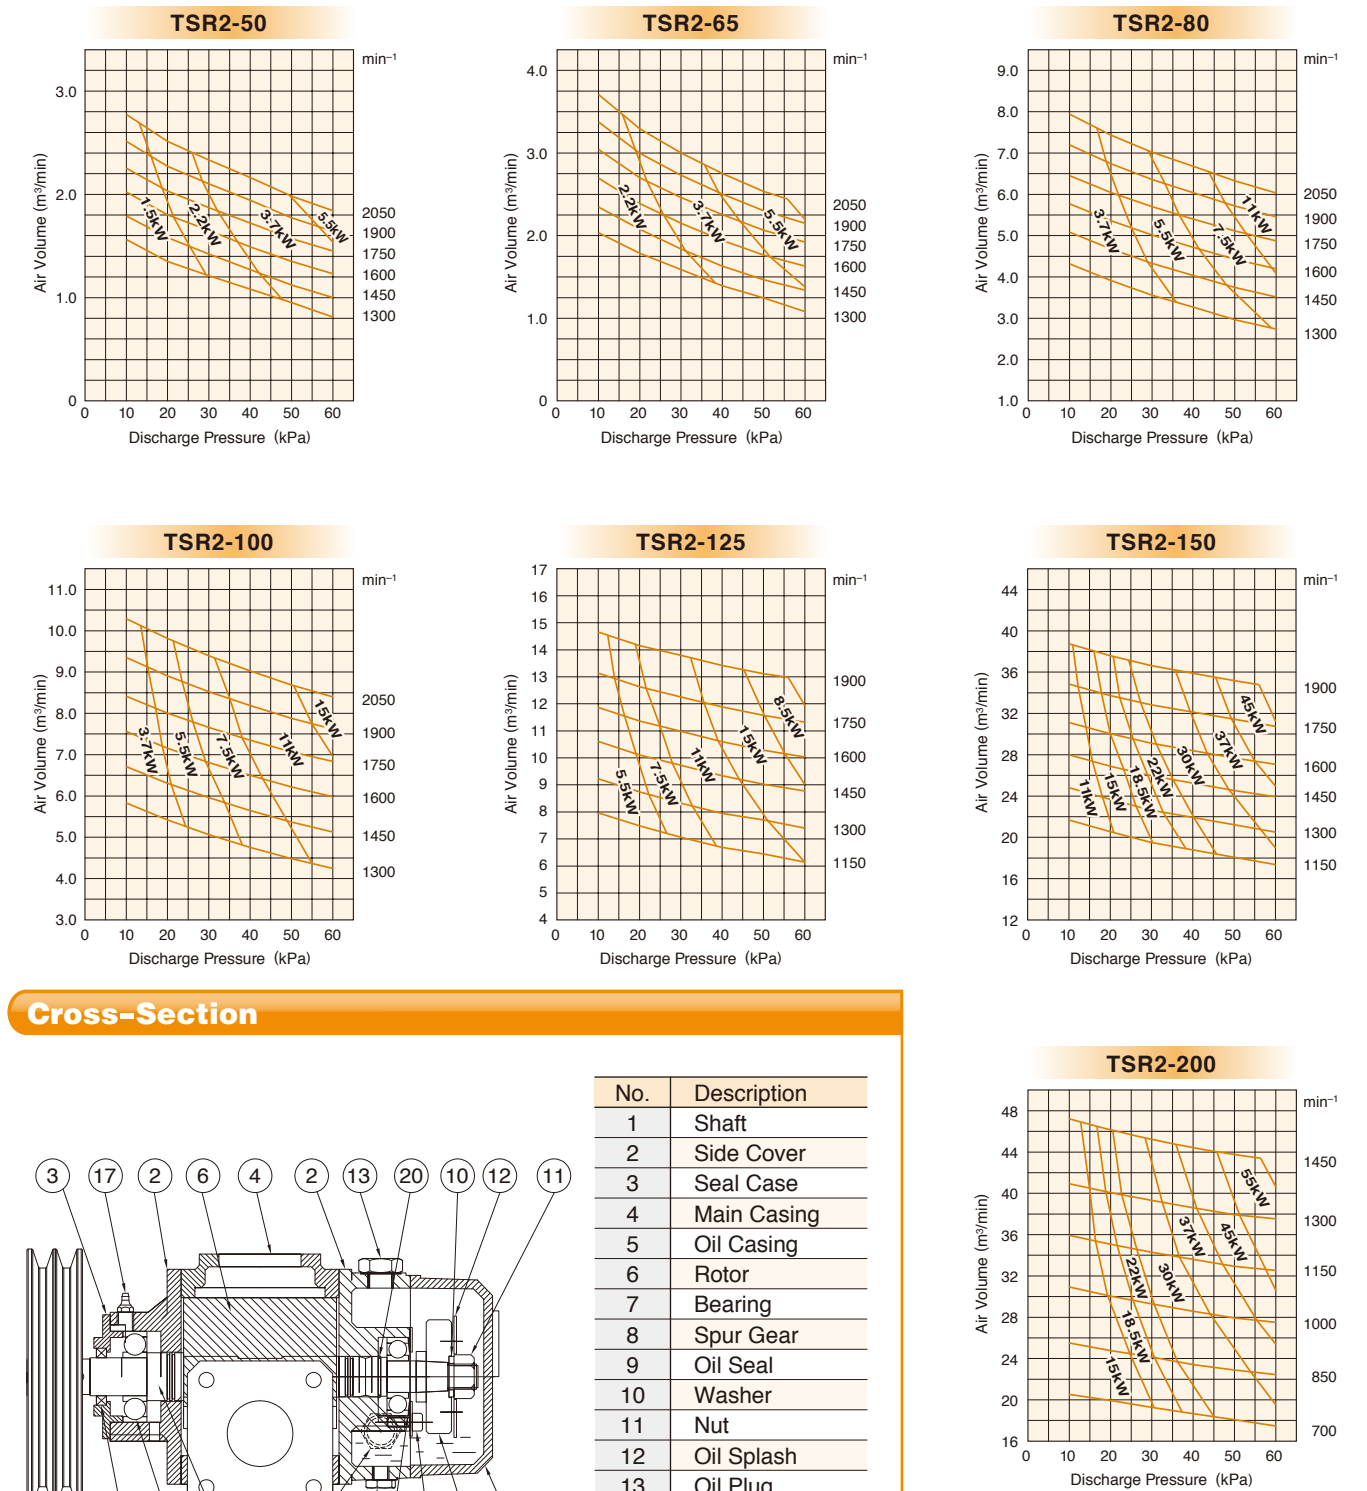 TSR2-50
min⁻¹
3.0
2.0
1.0
0
Air Volume (m³/min)
1.5kW
2.2kW
3.7kW
5.5kW
2050
1900
1750
1600
1450
1300
0 10 20 30 40 50 60
Discharge Pressure (kPa)
TSR2-65
min⁻¹
4.0
3.0
2.0
1.0
0
Air Volume (m³/min)
2.2kW
3.7kW
5.5kW
2050
1900
1750
1600
1450
1300
0 10 20 30 40 50 60
Discharge Pressure (kPa)
TSR2-80
min⁻¹
9.0
8.0
7.0
6.0
5.0
4.0
3.0
2.0
1.0
Air Volume (m³/min)
3.7kW
5.5kW
7.5kW
11kW
2050
1900
1750
1600
1450
1300
0 10 20 30 40 50 60
Discharge Pressure (kPa)
TSR2-100
min⁻¹
11.0
10.0
9.0
8.0
7.0
6.0
5.0
4.0
3.0
Air Volume (m³/min)
3.7kW
5.5kW
7.5kW
11kW
15kW
2050
1900
1750
1600
1450
1300
0 10 20 30 40 50 60
Discharge Pressure (kPa)
TSR2-125
min⁻¹
17
16
15
14
13
12
11
10
9
8
7
6
5
4
Air Volume (m³/min)
5.5kW
7.5kW
11kW
15kW
8.5kW
1900
1750
1600
1450
1300
1150
0 10 20 30 40 50 60
Discharge Pressure (kPa)
TSR2-150
min⁻¹
44
40
36
32
28
24
20
16
12
Air Volume (m³/min)
11kW
15kW
18.5kW
22kW
30kW
37kW
45kW
1900
1750
1600
1450
1300
1150
0 10 20 30 40 50 60
Discharge Pressure (kPa)
Cross-Section
3 17 2 6 4 2 13 20 10 12 11
No. Description
1 Shaft
2 Side Cover
3 Seal Case
4 Main Casing
5 Oil Casing
6 Rotor
7 Bearing
8 Spur Gear
9 Oil Seal
10 Washer
11 Nut
12 Oil Splash
13 Oil Plug
TSR2-200
min⁻¹
48
44
40
36
32
28
24
20
16
Air Volume (m³/min)
15kW
18.5kW
22kW
30kW
37kW
45kW
55kW
1450
1300
1150
1000
850
700
0 10 20 30 40 50 60
Discharge Pressure (kPa)